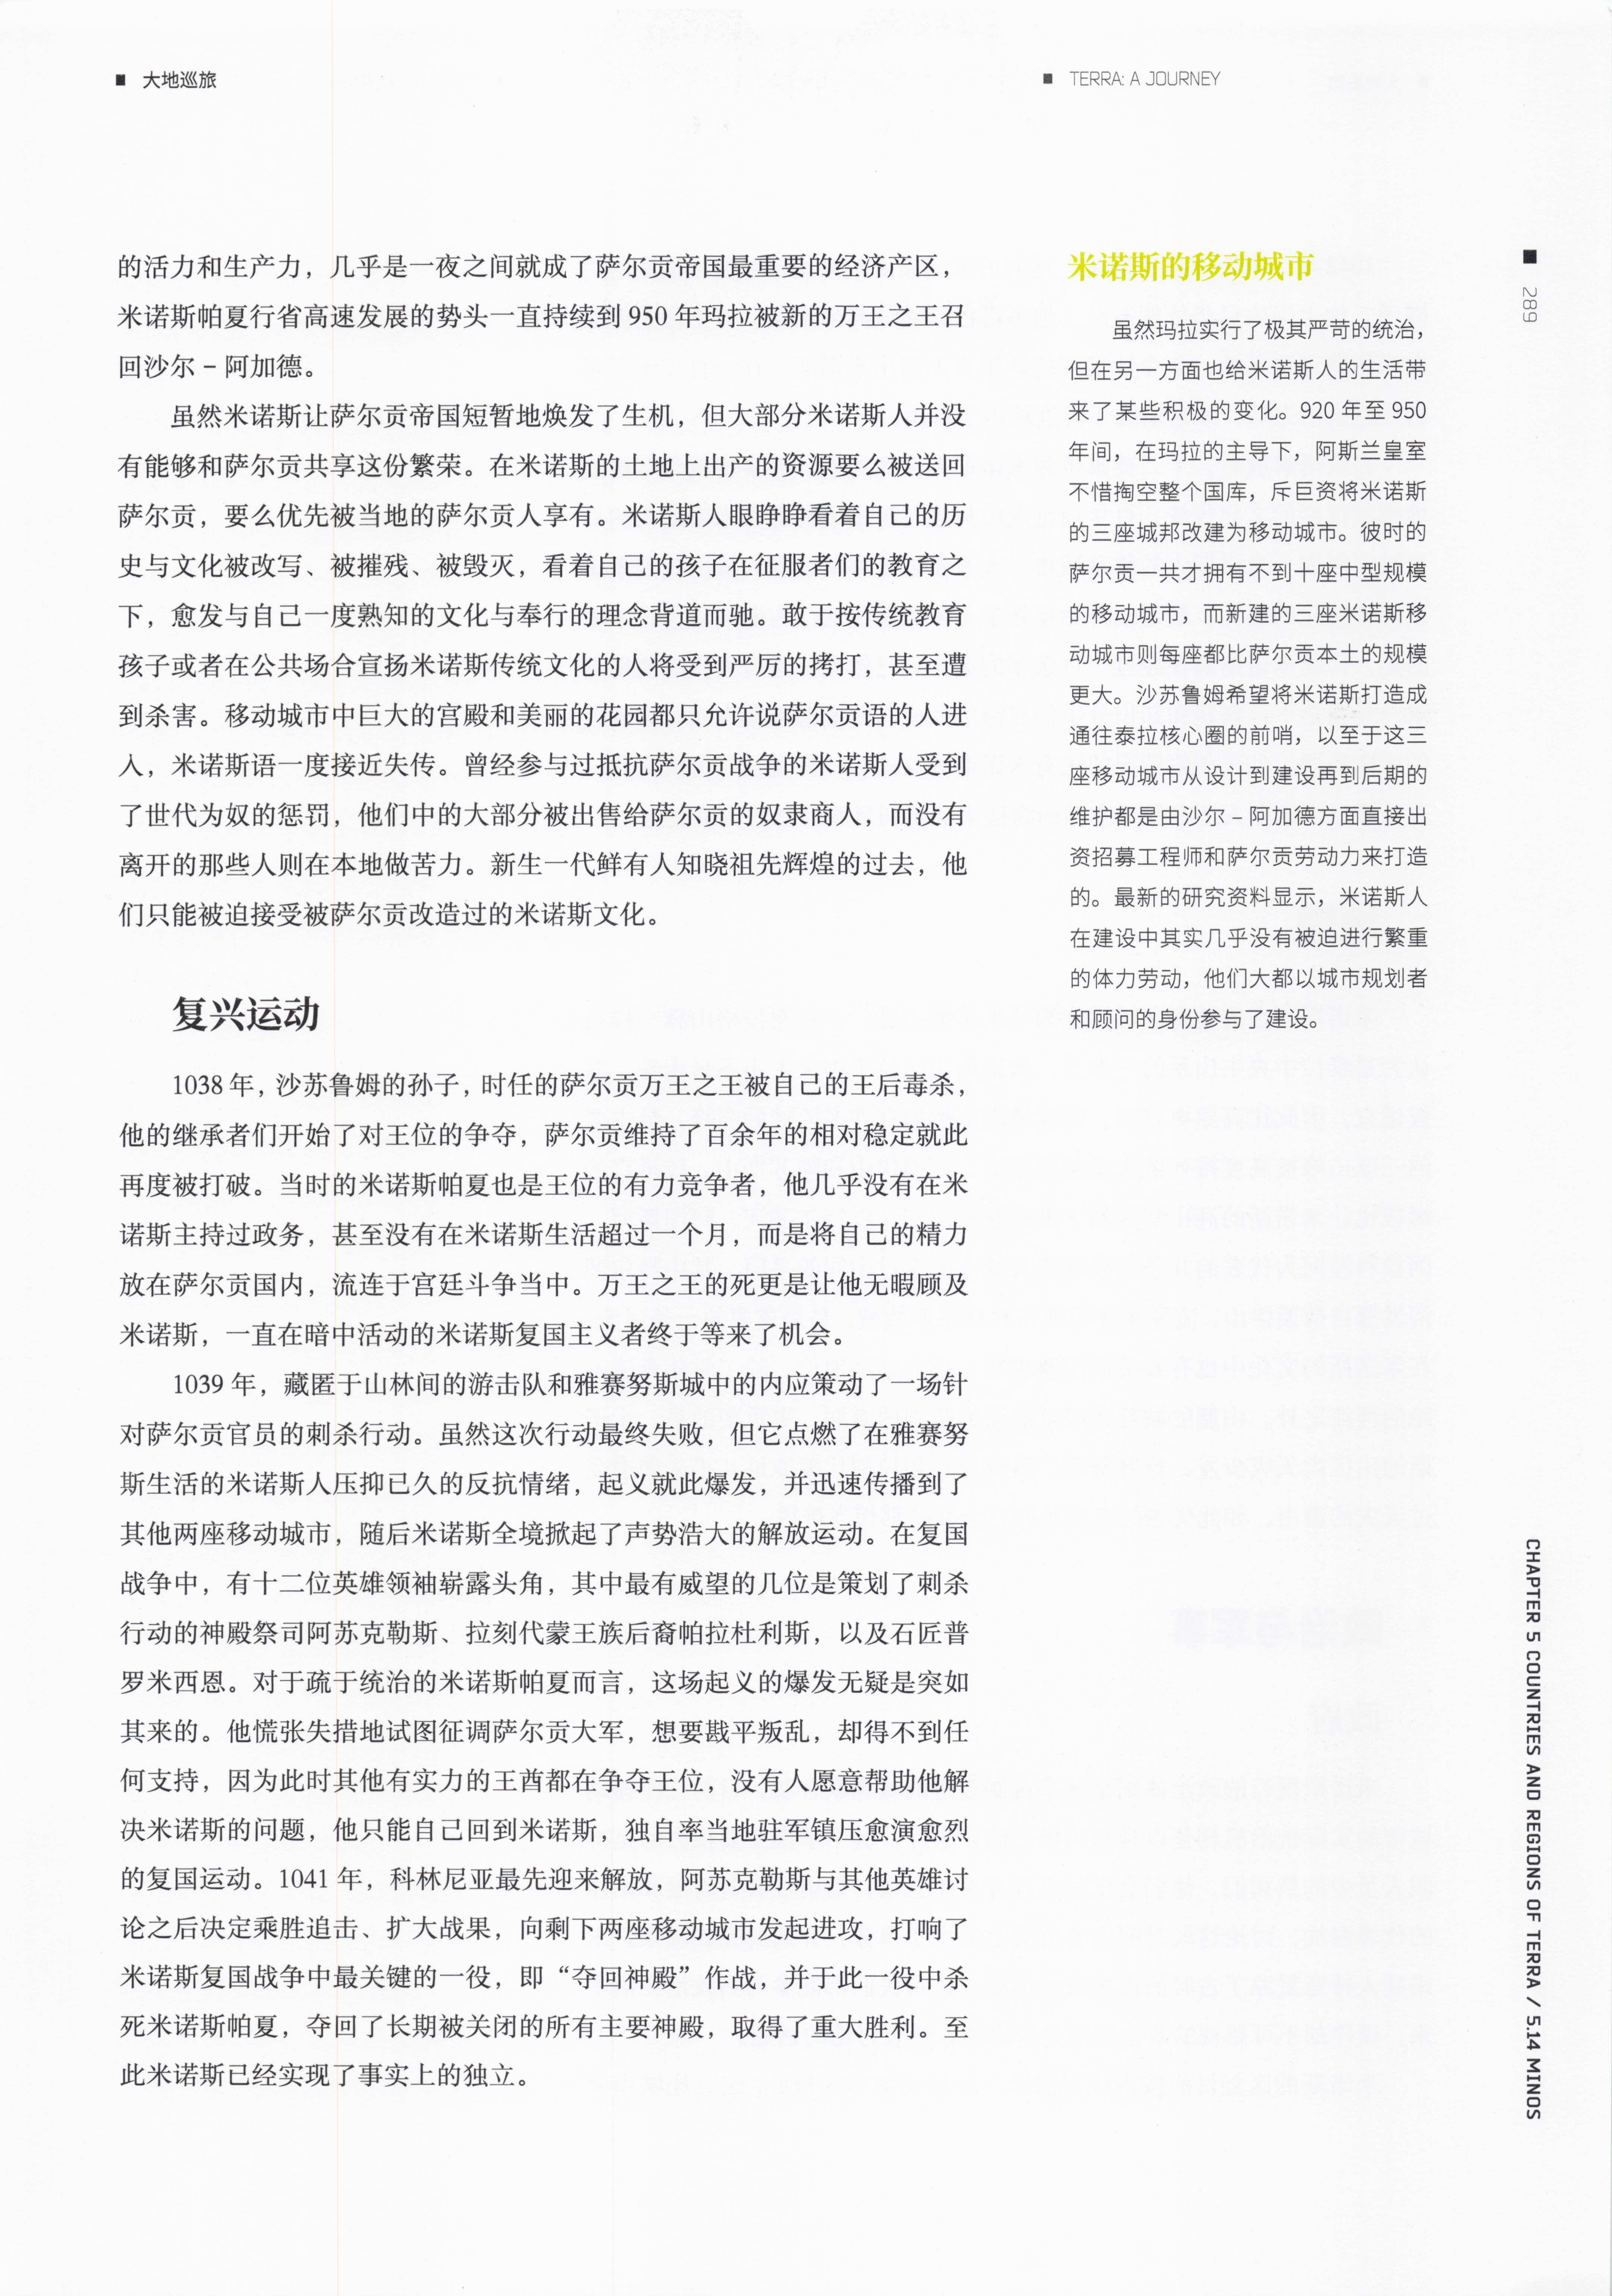 大地巡旅
TERRA: A JOURNEY
的活力和生产力，几乎是一夜之间就成了萨尔贡帝国最重要的经济产区，
米诺斯帕夏行省高速发展的势头一直持续到 950 年玛拉被新的万王之王召
回沙尔 – 阿加德。
虽然米诺斯让萨尔贡帝国短暂地焕发了生机，但大部分米诺斯人并没
有能够和萨尔贡共享这份繁荣。在米诺斯的土地上出产的资源要么被送回
萨尔贡，要么优先被当地的萨尔贡人享有。米诺斯人眼睁睁看着自己的历
史与文化被改写、被摧残、被毁灭，看着自己的孩子在征服者们的教育之
下，愈发与自己一度熟知的文化与奉行的理念背道而驰。敢于按传统教育
孩子或者在公共场合宣扬米诺斯传统文化的人将受到严厉的拷打，甚至遭
到杀害。移动城市中巨大的宫殿和美丽的花园都只允许说萨尔贡语的人进
入，米诺斯语一度接近失传。曾经参与过抵抗萨尔贡战争的米诺斯人受到
了世代为奴的惩罚，他们中的大部分被出售给萨尔贡的奴隶商人，而没有
离开的那些人则在本地做苦力。新生一代鲜有人知晓祖先辉煌的过去，他
们只能被迫接受被萨尔贡改造过的米诺斯文化。
复兴运动
1038 年，沙苏鲁姆的孙子，时任的萨尔贡万王之王被自己的王后毒杀，
他的继承者们开始了对王位的争夺，萨尔贡维持了百余年的相对稳定就此
再度被打破。当时的米诺斯帕夏也是王位的有力竞争者，他几乎没有在米
诺斯主持过政务，甚至没有在米诺斯生活超过一个月，而是将自己的精力
放在萨尔贡国内，流连于宫廷斗争当中。万王之王的死更是让他无暇顾及
米诺斯，一直在暗中活动的米诺斯复国主义者终于等来了机会。
1039 年，藏匿于山林间的游击队和雅赛努斯城中的内应策动了一场针
对萨尔贡官员的刺杀行动。虽然这次行动最终失败，但它点燃了在雅赛努
斯生活的米诺斯人压抑已久的反抗情绪，起义就此爆发，并迅速传播到了
其他两座移动城市，随后米诺斯全境掀起了声势浩大的解放运动。在复国
战争中，有十二位英雄领袖崭露头角，其中最有威望的几位是策划了刺杀
行动的神殿祭司阿苏克勒斯、拉刻代蒙王族后裔帕拉杜利斯，以及石匠普
罗米西恩。对于疏于统治的米诺斯帕夏而言，这场起义的爆发无疑是突如
其来的。他慌张失措地试图征调萨尔贡大军，想要戡平叛乱，却得不到任
何支持，因为此时其他有实力的王酋都在争夺王位，没有人愿意帮助他解
决米诺斯的问题，他只能自己回到米诺斯，独自率当地驻军镇压愈演愈烈
的复国运动。1041 年，科林尼亚最先迎来解放，阿苏克勒斯与其他英雄讨
论之后决定乘胜追击、扩大战果，向剩下两座移动城市发起进攻，打响了
米诺斯复国战争中最关键的一役，即“夺回神殿”作战，并于此一役中杀
死米诺斯帕夏，夺回了长期被关闭的所有主要神殿，取得了重大胜利。至
此米诺斯已经实现了事实上的独立。
米诺斯的移动城市
虽然玛拉实行了极其严苛的统治，
但在另一方面也给米诺斯人的生活带
来了某些积极的变化。920 年至 950
年间，在玛拉的主导下，阿斯兰皇室
不惜掏空整个国库，斥巨资将米诺斯
的三座城邦改建为移动城市。彼时的
萨尔贡一共才拥有不到十座中型规模
的移动城市，而新建的三座米诺斯移
动城市则每座都比萨尔贡本土的规模
更大。沙苏鲁姆希望将米诺斯打造成
通往泰拉核心圈的前哨，以至于这三
座移动城市从设计到建设再到后期的
维护都是由沙尔 – 阿加德方面直接出
资招募工程师和萨尔贡劳动力来打造
的。最新的研究资料显示，米诺斯人
在建设中其实几乎没有被迫进行繁重
的体力劳动，他们大都以城市规划者
和顾问的身份参与了建设。
289
CHAPTER 5 COUNTRIES AND REGIONS OF TERRA / 5.14 MINOS